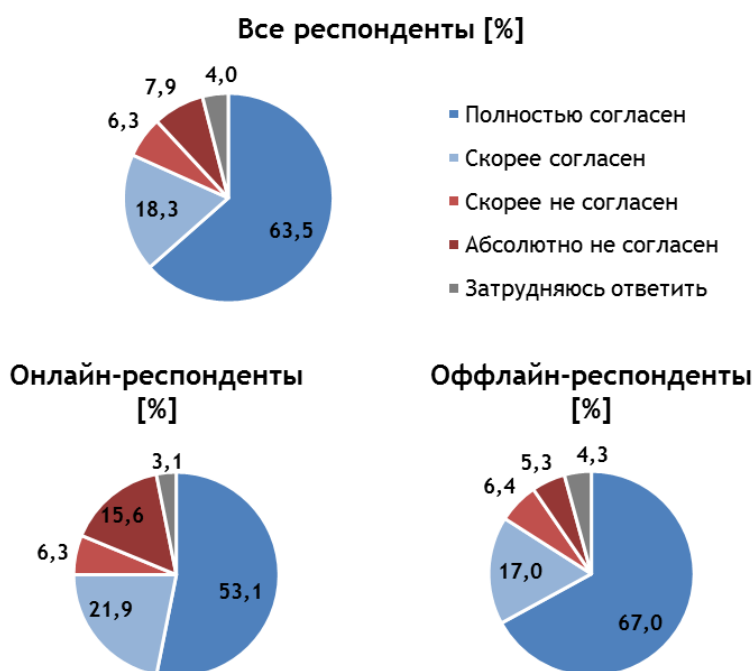 Все респонденты [%]
4,0
7,9
6,3
18,3
63,5
Полностью согласен
Скорее согласен
Скорее не согласен
Абсолютно не согласен
Затрудняюсь ответить
Онлайн-респонденты
[%]
3,1
15,6
6,3
21,9
53,1
Оффлайн-респонденты
[%]
4,3
5,3
6,4
17,0
67,0